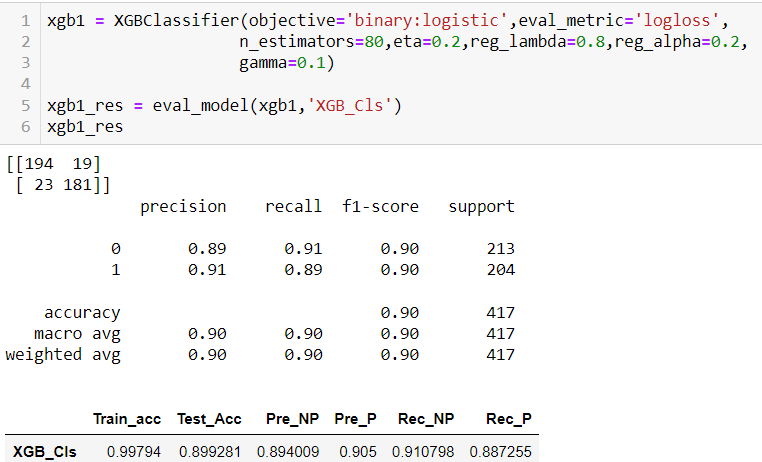 1 xgb1 = XGBClassifier(objective='binary:logistic',eval_metric='logloss',
2 n_estimators=80,eta=0.2,reg_lambda=0.8,reg_alpha=0.2,
3 gamma=0.1)
4
5 xgb1_res = eval_model(xgb1,'XGB_Cls')
6 xgb1_res
[[194 19]
[ 23 181]]
precision recall f1-score support
0 0.89 0.91 0.90 213
1 0.91 0.89 0.90 204
accuracy 0.90 417
macro avg 0.90 0.90 0.90 417
weighted avg 0.90 0.90 0.90 417
Train_acc Test_Acc Pre_NP Pre_P Rec_NP Rec_P
XGB_Cls 0.99794 0.899281 0.894009 0.905 0.910798 0.887255